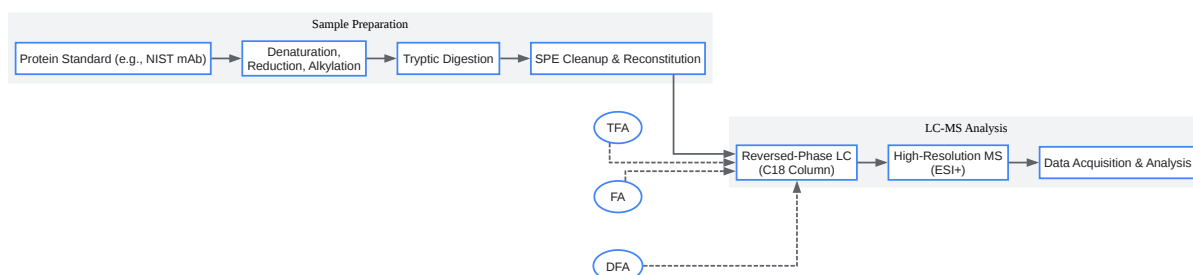 Sample Preparation
Protein Standard (e.g., NIST mAb)
Denaturation,
Reduction, Alkylation
Tryptic Digestion
SPE Cleanup & Reconstitution
TFA
FA
DFA
LC-MS Analysis
Reversed-Phase LC
(C18 Column)
High-Resolution MS
(ESI+)
Data Acquisition & Analysis